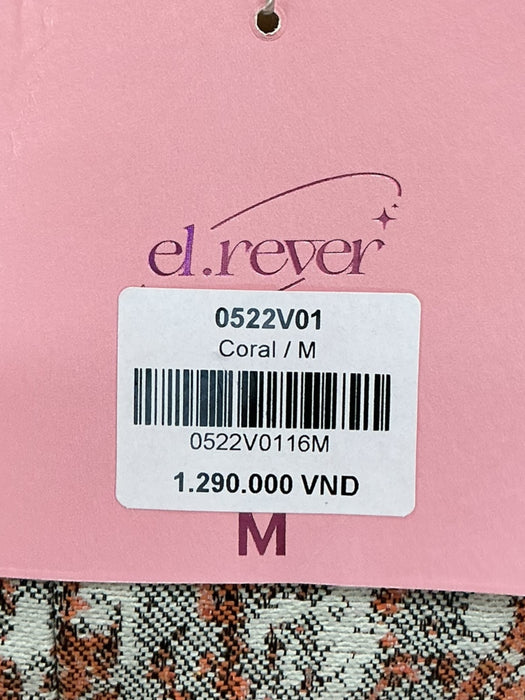 el.rever
0522V01
Coral / M
0522V0116M
1.290.000 VND
M